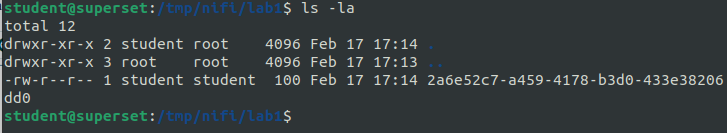 student@superset:/tmp/nifi/lab1$ ls -la
total 12
drwxr-xr-x 2 student root    4096 Feb 17 17:14 .
drwxr-xr-x 3 root    root    4096 Feb 17 17:13 ..
-rw-r--r-- 1 student student  100 Feb 17 17:14 2a6e52c7-a459-4178-b3d0-433e38206
dd0
student@superset:/tmp/nifi/lab1$